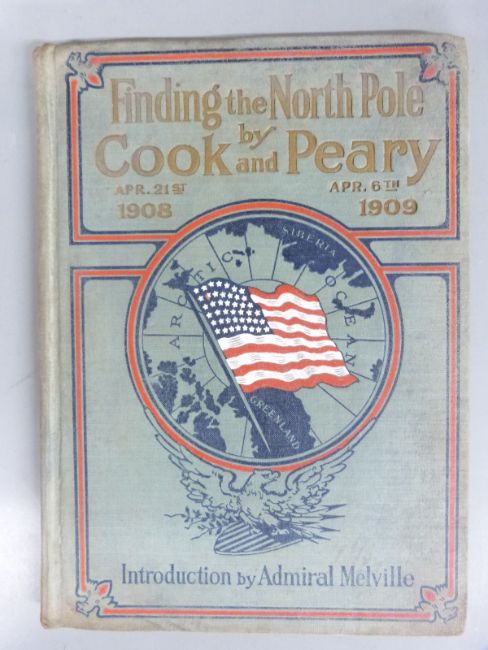 Finding the North Pole
by
Cook and Peary
APR. 21ST APR. 6TH
1908 1909
SIBERIA
ARCTIC OCEAN
GREENLAND
Introduction by Admiral Melville